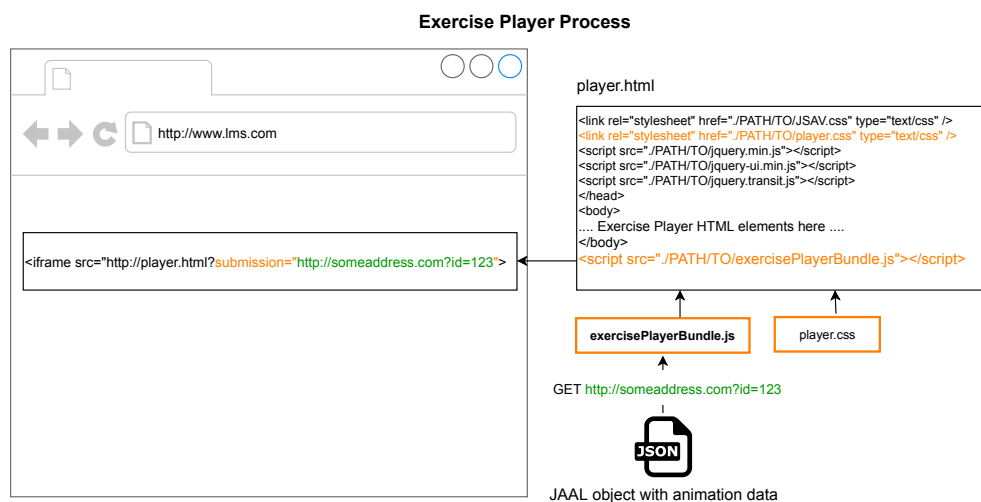 Exercise Player Process
http://www.lms.com
<iframe src="http://player.html?submission="http://someaddress.com?id=123">
player.html
<link rel="stylesheet" href="./PATH/TO/JSAV.css" type="text/css" />
<link rel="stylesheet" href="./PATH/TO/player.css" type="text/css" />
<script src="./PATH/TO/jquery.min.js"></script>
<script src="./PATH/TO/jquery-ui.min.js"></script>
<script src="./PATH/TO/jquery.transit.js"></script>
</head>
<body>
.... Exercise Player HTML elements here ....
</body>
<script src="./PATH/TO/exercisePlayerBundle.js"></script>
exercisePlayerBundle.js
player.css
GET http://someaddress.com?id=123
JSON
JAAL object with animation data